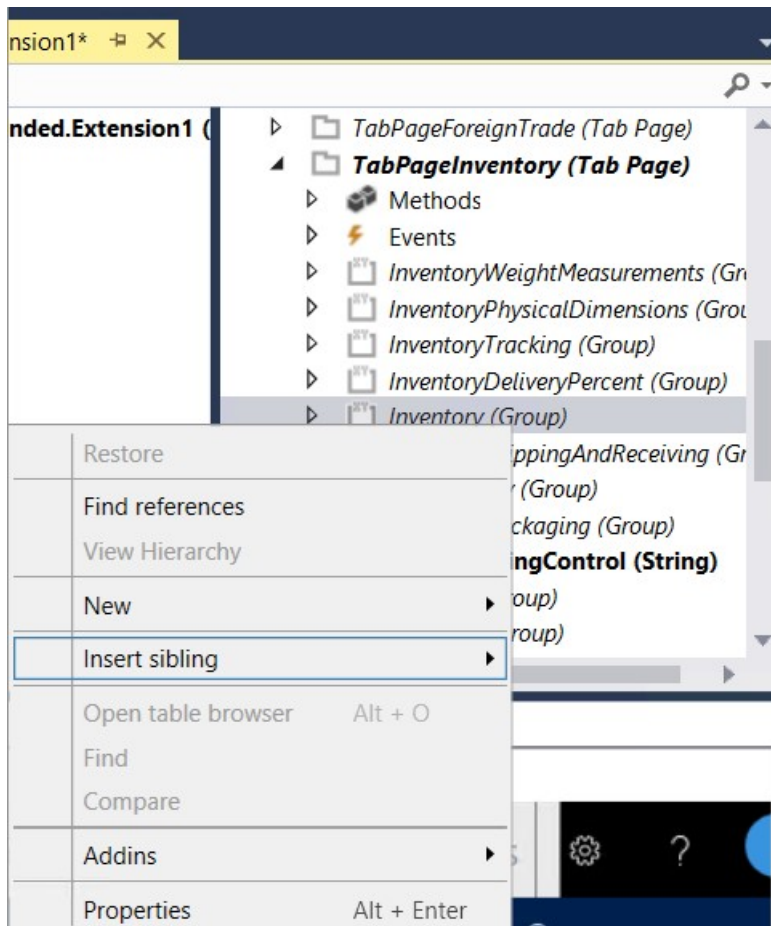 nsion1*
nded.Extension1 (
TabPageForeignTrade (Tab Page)
TabPageInventory (Tab Page)
Methods
Events
InventoryWeightMeasurements (Gr
InventoryPhysicalDimensions (Grou
InventoryTracking (Group)
InventoryDeliveryPercent (Group)
Inventory (Group)
ippingAndReceiving (Gr
(Group)
ckaging (Group)
ingControl (String)
oup)
roup)
Restore
Find references
View Hierarchy
New
Insert sibling
Open table browser Alt + O
Find
Compare
Addins
Properties Alt + Enter
?